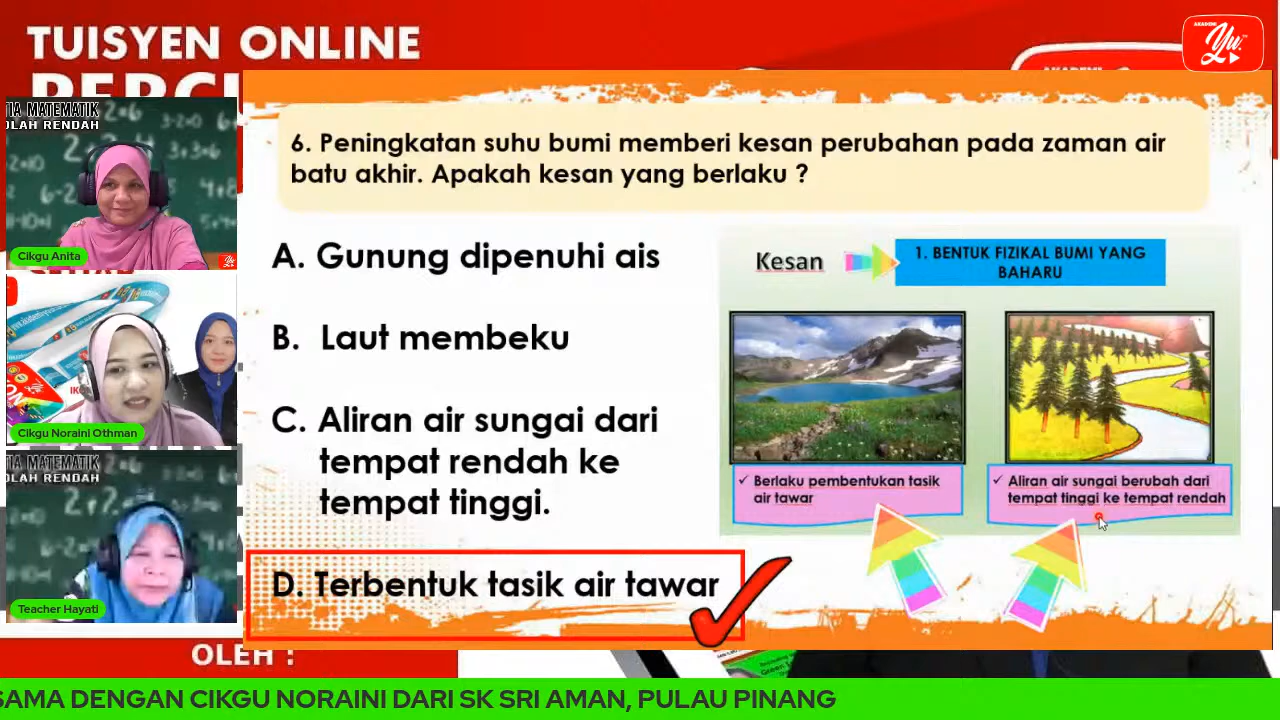 TUISYEN ONLINE
AKADEMI
Yu
6. Peningkatan suhu bumi memberi kesan perubahan pada zaman air
batu akhir. Apakah kesan yang berlaku ?
A. Gunung dipenuhi ais
B. Laut membeku
C. Aliran air sungai dari
tempat rendah ke
tempat tinggi.
D. Terbentuk tasik air tawar
Kesan
1. BENTUK FIZIKAL BUMI YANG
BAHARU
✓ Berlaku pembentukan tasik
air tawar
✓ Aliran air sungai berubah dari
tempat tinggi ke tempat rendah
TIA MATEMATIK
OLAH RENDAH
Cikgu Anita
Cikgu Noraini Othman
TIA MATEMATIK
OLAH RENDAH
Teacher Hayati
OLEH :
SAMA DENGAN CIKGU NORAINI DARI SK SRI AMAN, PULAU PINANG